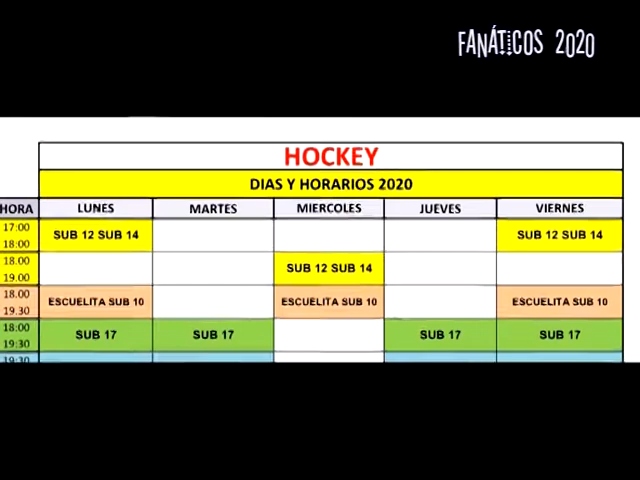 FANÁTICOS 2020
HOCKEY
DIAS Y HORARIOS 2020
HORA LUNES MARTES MIERCOLES JUEVES VIERNES
17:00
18:00 SUB 12 SUB 14 SUB 12 SUB 14
18.00
19.00 SUB 12 SUB 14
18.00
19.30 ESCUELITA SUB 10 ESCUELITA SUB 10 ESCUELITA SUB 10
18:00
19:30 SUB 17 SUB 17 SUB 17 SUB 17
19:30